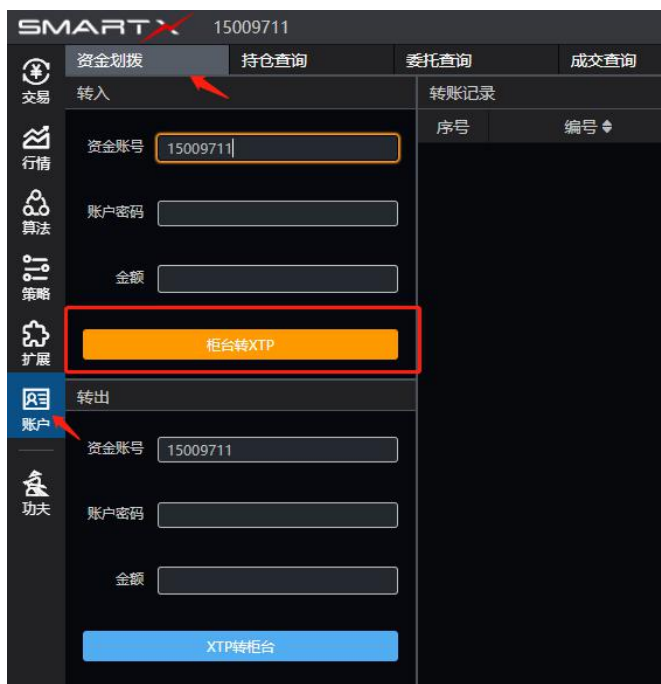 SMARTX 15009711
资金划拨 持仓查询 委托查询 成交查询
交易
行情
算法
策略
扩展
账户
功夫
转入
资金账号 15009711
账户密码
金额
柜台转XTP
转出
资金账号 15009711
账户密码
金额
XTP转柜台
转账记录
序号 编号